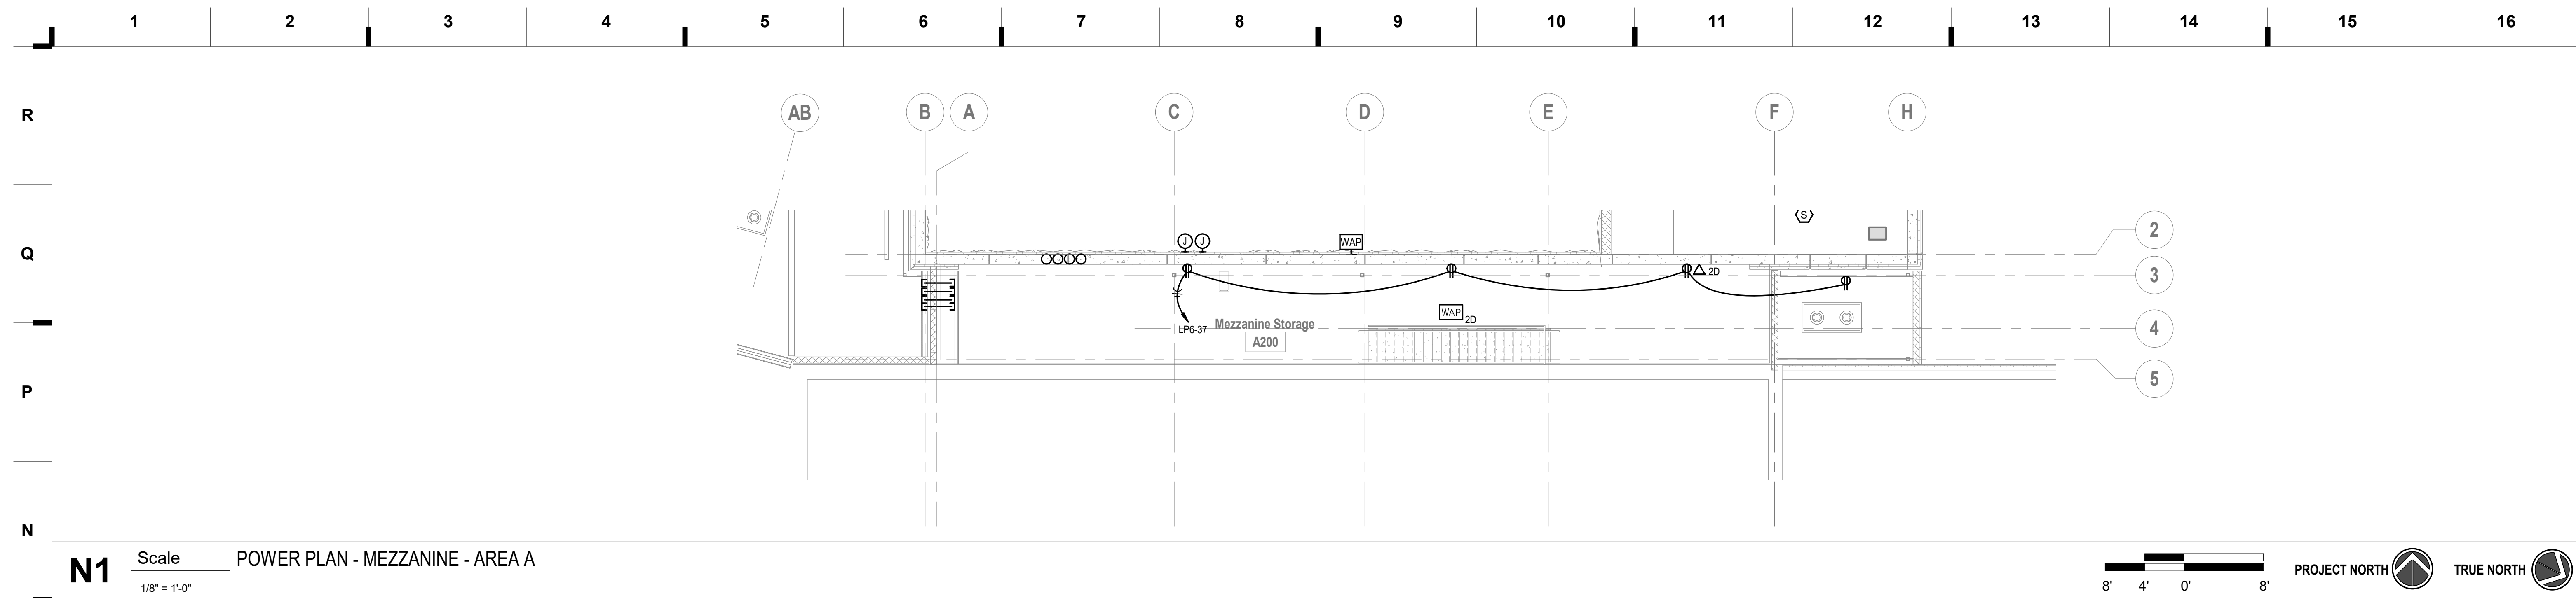 1 2 3 4 5 6 7 8 9 10 11 12 13 14 15 16
R
AB B A C D E F H
Q
S
J J WAP
2
3
2D
WAP 2D
LP6-37 Mezzanine Storage
A200
4
P
5
N
N1 Scale POWER PLAN - MEZZANINE - AREA A
1/8" = 1'-0"
8' 4' 0' 8'
PROJECT NORTH TRUE NORTH